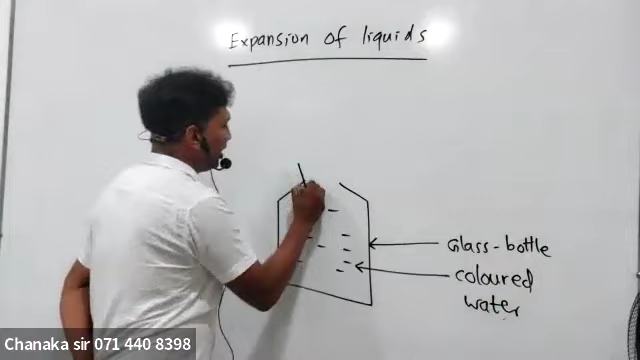 Expansion of liquids
Glass-bottle
coloured
water
Chanaka sir 071 440 8398